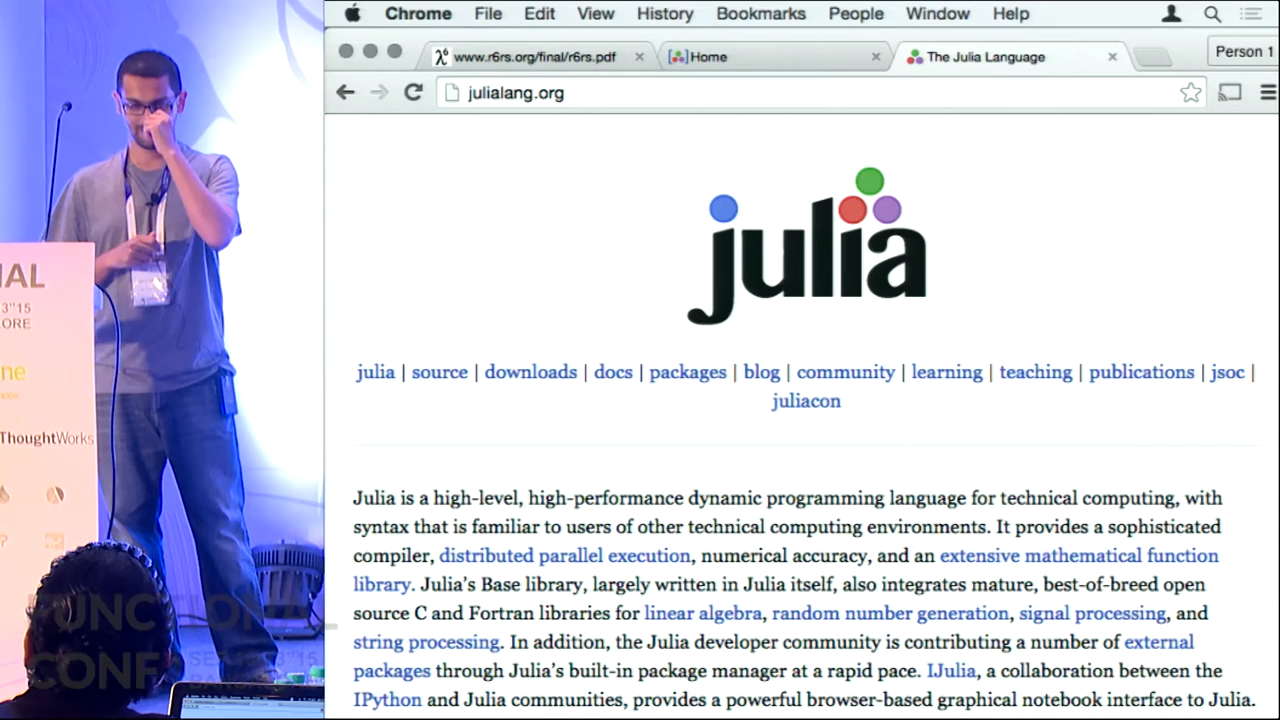 Chrome File Edit View History Bookmarks People Window Help
www.r6rs.org/final/r6rs.pdf
Home
The Julia Language
Person 1
julialang.org
julia
julia | source | downloads | docs | packages | blog | community | learning | teaching | publications | jsoc |
juliacon
Julia is a high-level, high-performance dynamic programming language for technical computing, with
syntax that is familiar to users of other technical computing environments. It provides a sophisticated
compiler, distributed parallel execution, numerical accuracy, and an extensive mathematical function
library. Julia's Base library, largely written in Julia itself, also integrates mature, best-of-breed open
source C and Fortran libraries for linear algebra, random number generation, signal processing, and
string processing. In addition, the Julia developer community is contributing a number of external
packages through Julia's built-in package manager at a rapid pace. IJulia, a collaboration between the
IPython and Julia communities, provides a powerful browser-based graphical notebook interface to Julia.
NAL
3"15
LORE
ne
ThoughtWorks
FUNCTIONAL
CONF